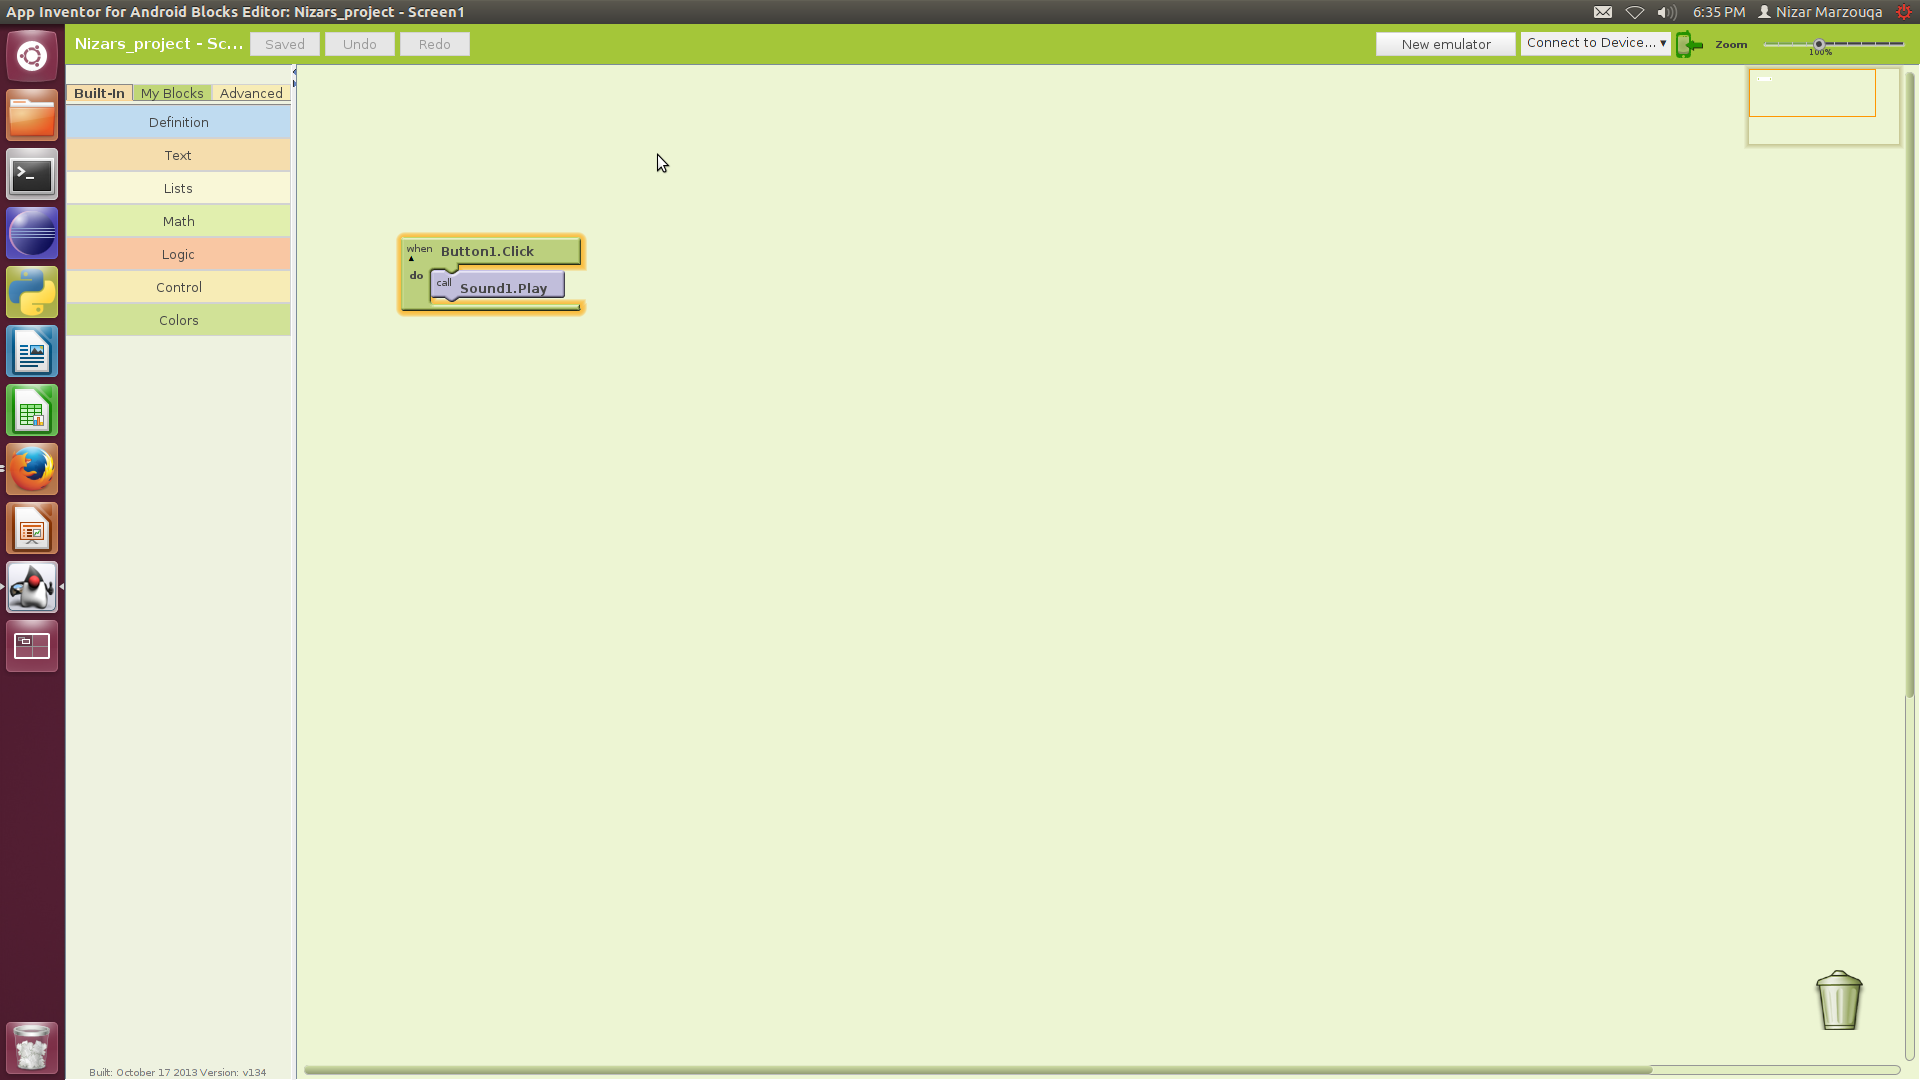 App Inventor for Android Blocks Editor: Nizars_project - Screen1
6:35 PM Nizar Marzouqa
Nizars_project - Sc... Saved Undo Redo New emulator Connect to Device... Zoom
100%
Built-In My Blocks Advanced
Definition
Text
Lists
Math
Logic
Control
Colors
when Button1.Click
do call Sound1.Play
Built: October 17 2013 Version: v134